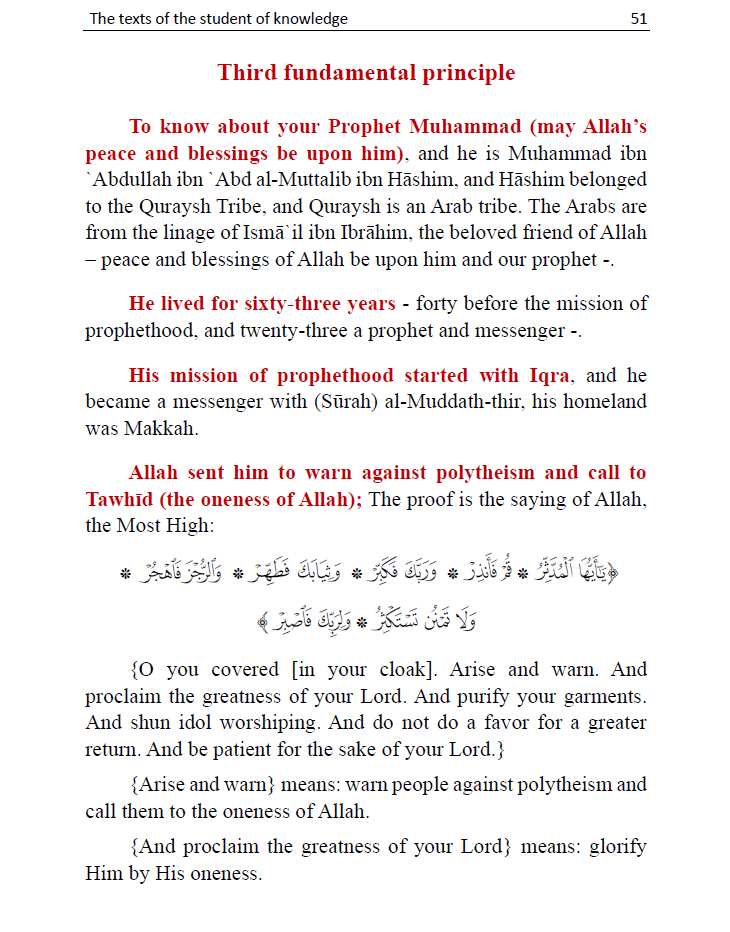 The texts of the student of knowledge 51
Third fundamental principle
To know about your Prophet Muhammad (may Allah’s
peace and blessings be upon him), and he is Muhammad ibn
`Abdullah ibn `Abd al-Muttalib ibn Hāshim, and Hāshim belonged
to the Quraysh Tribe, and Quraysh is an Arab tribe. The Arabs are
from the linage of Ismā`il ibn Ibrāhim, the beloved friend of Allah
– peace and blessings of Allah be upon him and our prophet -.
He lived for sixty-three years - forty before the mission of
prophethood, and twenty-three a prophet and messenger -.
His mission of prophethood started with Iqra, and he
became a messenger with (Sūrah) al-Muddath-thir, his homeland
was Makkah.
Allah sent him to warn against polytheism and call to
Tawhīd (the oneness of Allah); The proof is the saying of Allah,
the Most High:
﴿يَٰٓأَيُّهَا ٱلۡمُدَّثِّرُ * قُمۡ فَأَنذِرۡ * وَرَبَّكَ فَكَبِّرۡ * وَثِيَابَكَ فَطَهِّرۡ * وَٱلرُّجۡزَ فَٱهۡجُرۡ *
وَلَا تَمۡنُن تَسۡتَكۡثِرُ * وَلِرَبِّكَ فَٱصۡبِرۡ﴾
{O you covered [in your cloak]. Arise and warn. And
proclaim the greatness of your Lord. And purify your garments.
And shun idol worshiping. And do not do a favor for a greater
return. And be patient for the sake of your Lord.}
{Arise and warn} means: warn people against polytheism and
call them to the oneness of Allah.
{And proclaim the greatness of your Lord} means: glorify
Him by His oneness.